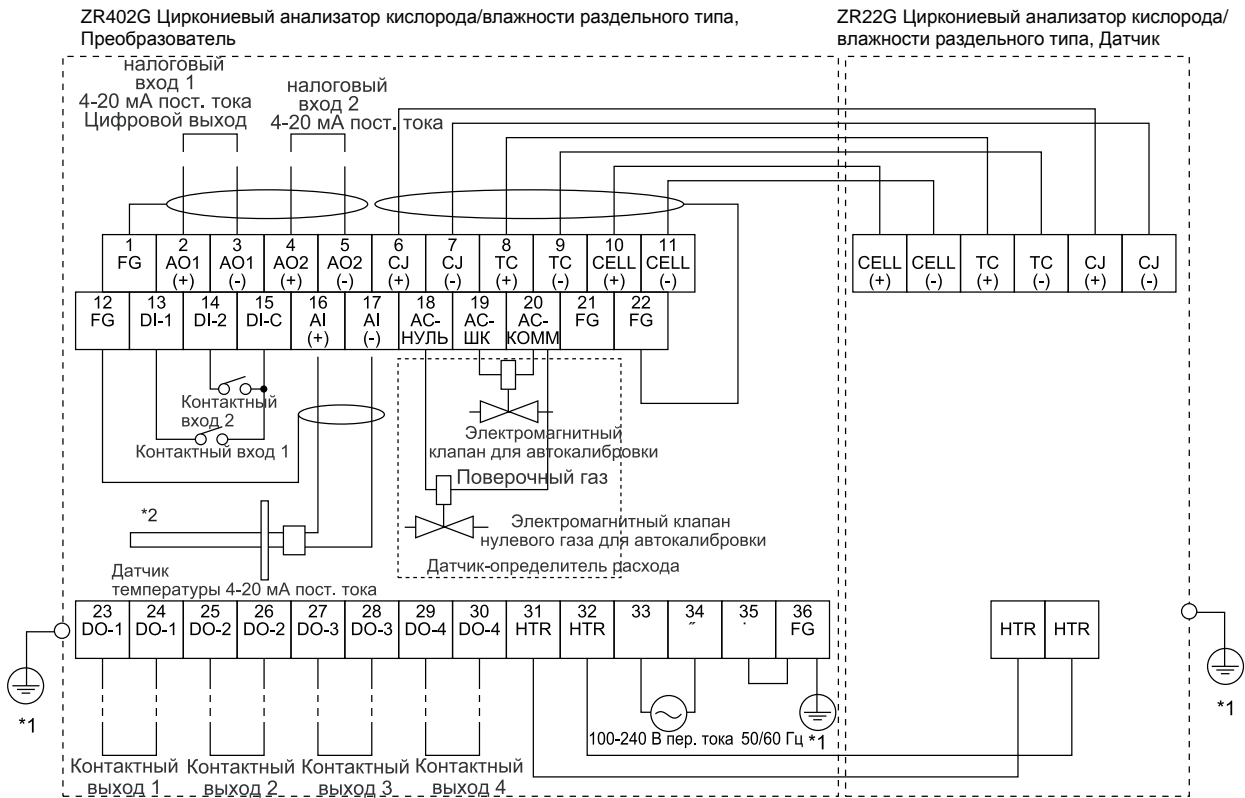 ZR402G Циркониевый анализатор кислорода/влажности раздельного типа,
Преобразователь
ZR22G Циркониевый анализатор кислорода/
влажности раздельного типа, Датчик
налоговый
вход 1
4-20 мА пост. тока
Цифровой выход
налоговый
вход 2
4-20 мА пост. тока
1
FG
2
AO1
(+)
3
AO1
(-)
4
AO2
(+)
5
AO2
(-)
6
CJ
(+)
7
CJ
(-)
8
TC
(+)
9
TC
(-)
10
CELL
(+)
11
CELL
(-)
CELL
(+)
CELL
(-)
TC
(+)
TC
(-)
CJ
(+)
CJ
(-)
12
FG
13
DI-1
14
DI-2
15
DI-C
16
AI
(+)
17
AI
(-)
18
АС-
НУЛЬ
19
АС-
ШК
20
АС-
КОММ
21
FG
22
FG
Контактный
вход 2
Контактный вход 1
Электромагнитный
клапан для автокалибровки
Поверочный газ
Электромагнитный клапан
нулевого газа для автокалибровки
Датчик-определитель расхода
*2
Датчик
температуры 4-20 мА пост. тока
23
DO-1
24
DO-1
25
DO-2
26
DO-2
27
DO-3
28
DO-3
29
DO-4
30
DO-4
31
HTR
32
HTR
33
34
35
36
FG
HTR
HTR
*1
*1
100-240 В пер. тока 50/60 Гц
*1
Контактный
выход 1
Контактный
выход 2
Контактный
выход 3
Контактный
выход 4